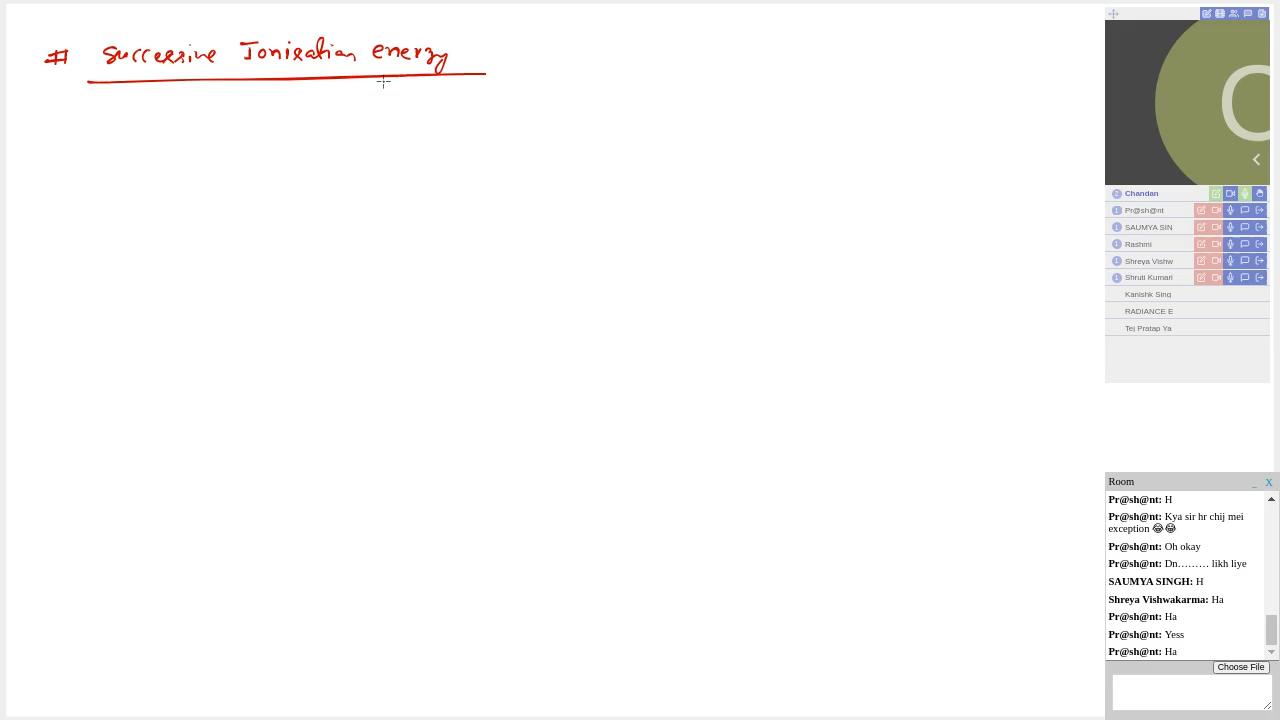 # Successive Ionisation energy
C
Chandan
Pr@sh@nt
SAUMYA SIN
Rashmi
Shreya Vishw
Shruti Kumari
Kanishk Sing
RADIANCE E
Tej Pratap Ya
Room _ X
Pr@sh@nt: H
Pr@sh@nt: Kya sir hr chij mei
exception 😂😂
Pr@sh@nt: Oh okay
Pr@sh@nt: Dn……… likh liye
SAUMYA SINGH: H
Shreya Vishwakarma: Ha
Pr@sh@nt: Ha
Pr@sh@nt: Yess
Pr@sh@nt: Ha
Choose File